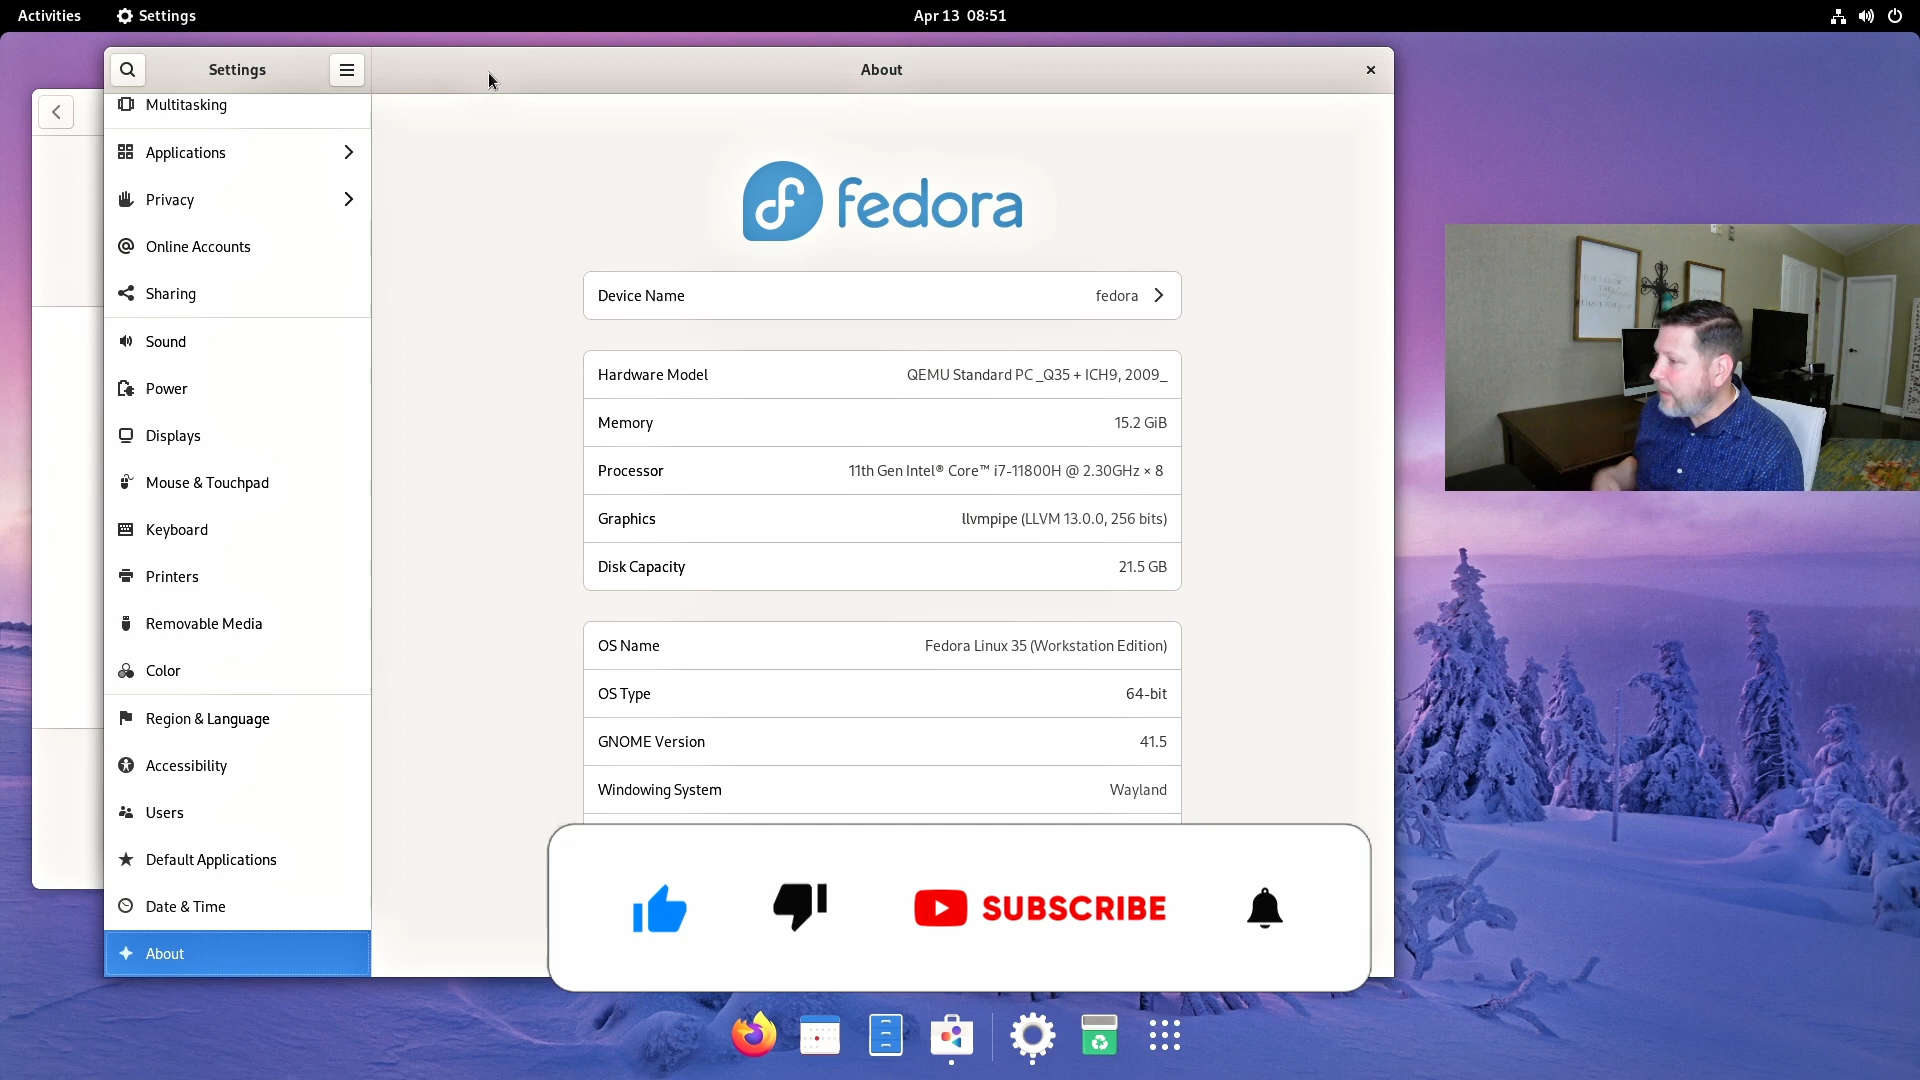 Activities
Settings
Apr 13 08:51
Settings
About
Multitasking
Applications
Privacy
Online Accounts
Sharing
Sound
Power
Displays
Mouse & Touchpad
Keyboard
Printers
Removable Media
Color
Region & Language
Accessibility
Users
Default Applications
Date & Time
About
fedora
Device Name fedora
Hardware Model QEMU Standard PC _Q35 + ICH9, 2009_
Memory 15.2 GiB
Processor 11th Gen Intel® Core™ i7-11800H @ 2.30GHz × 8
Graphics llvmpipe (LLVM 13.0.0, 256 bits)
Disk Capacity 21.5 GB
OS Name Fedora Linux 35 (Workstation Edition)
OS Type 64-bit
GNOME Version 41.5
Windowing System Wayland
SUBSCRIBE